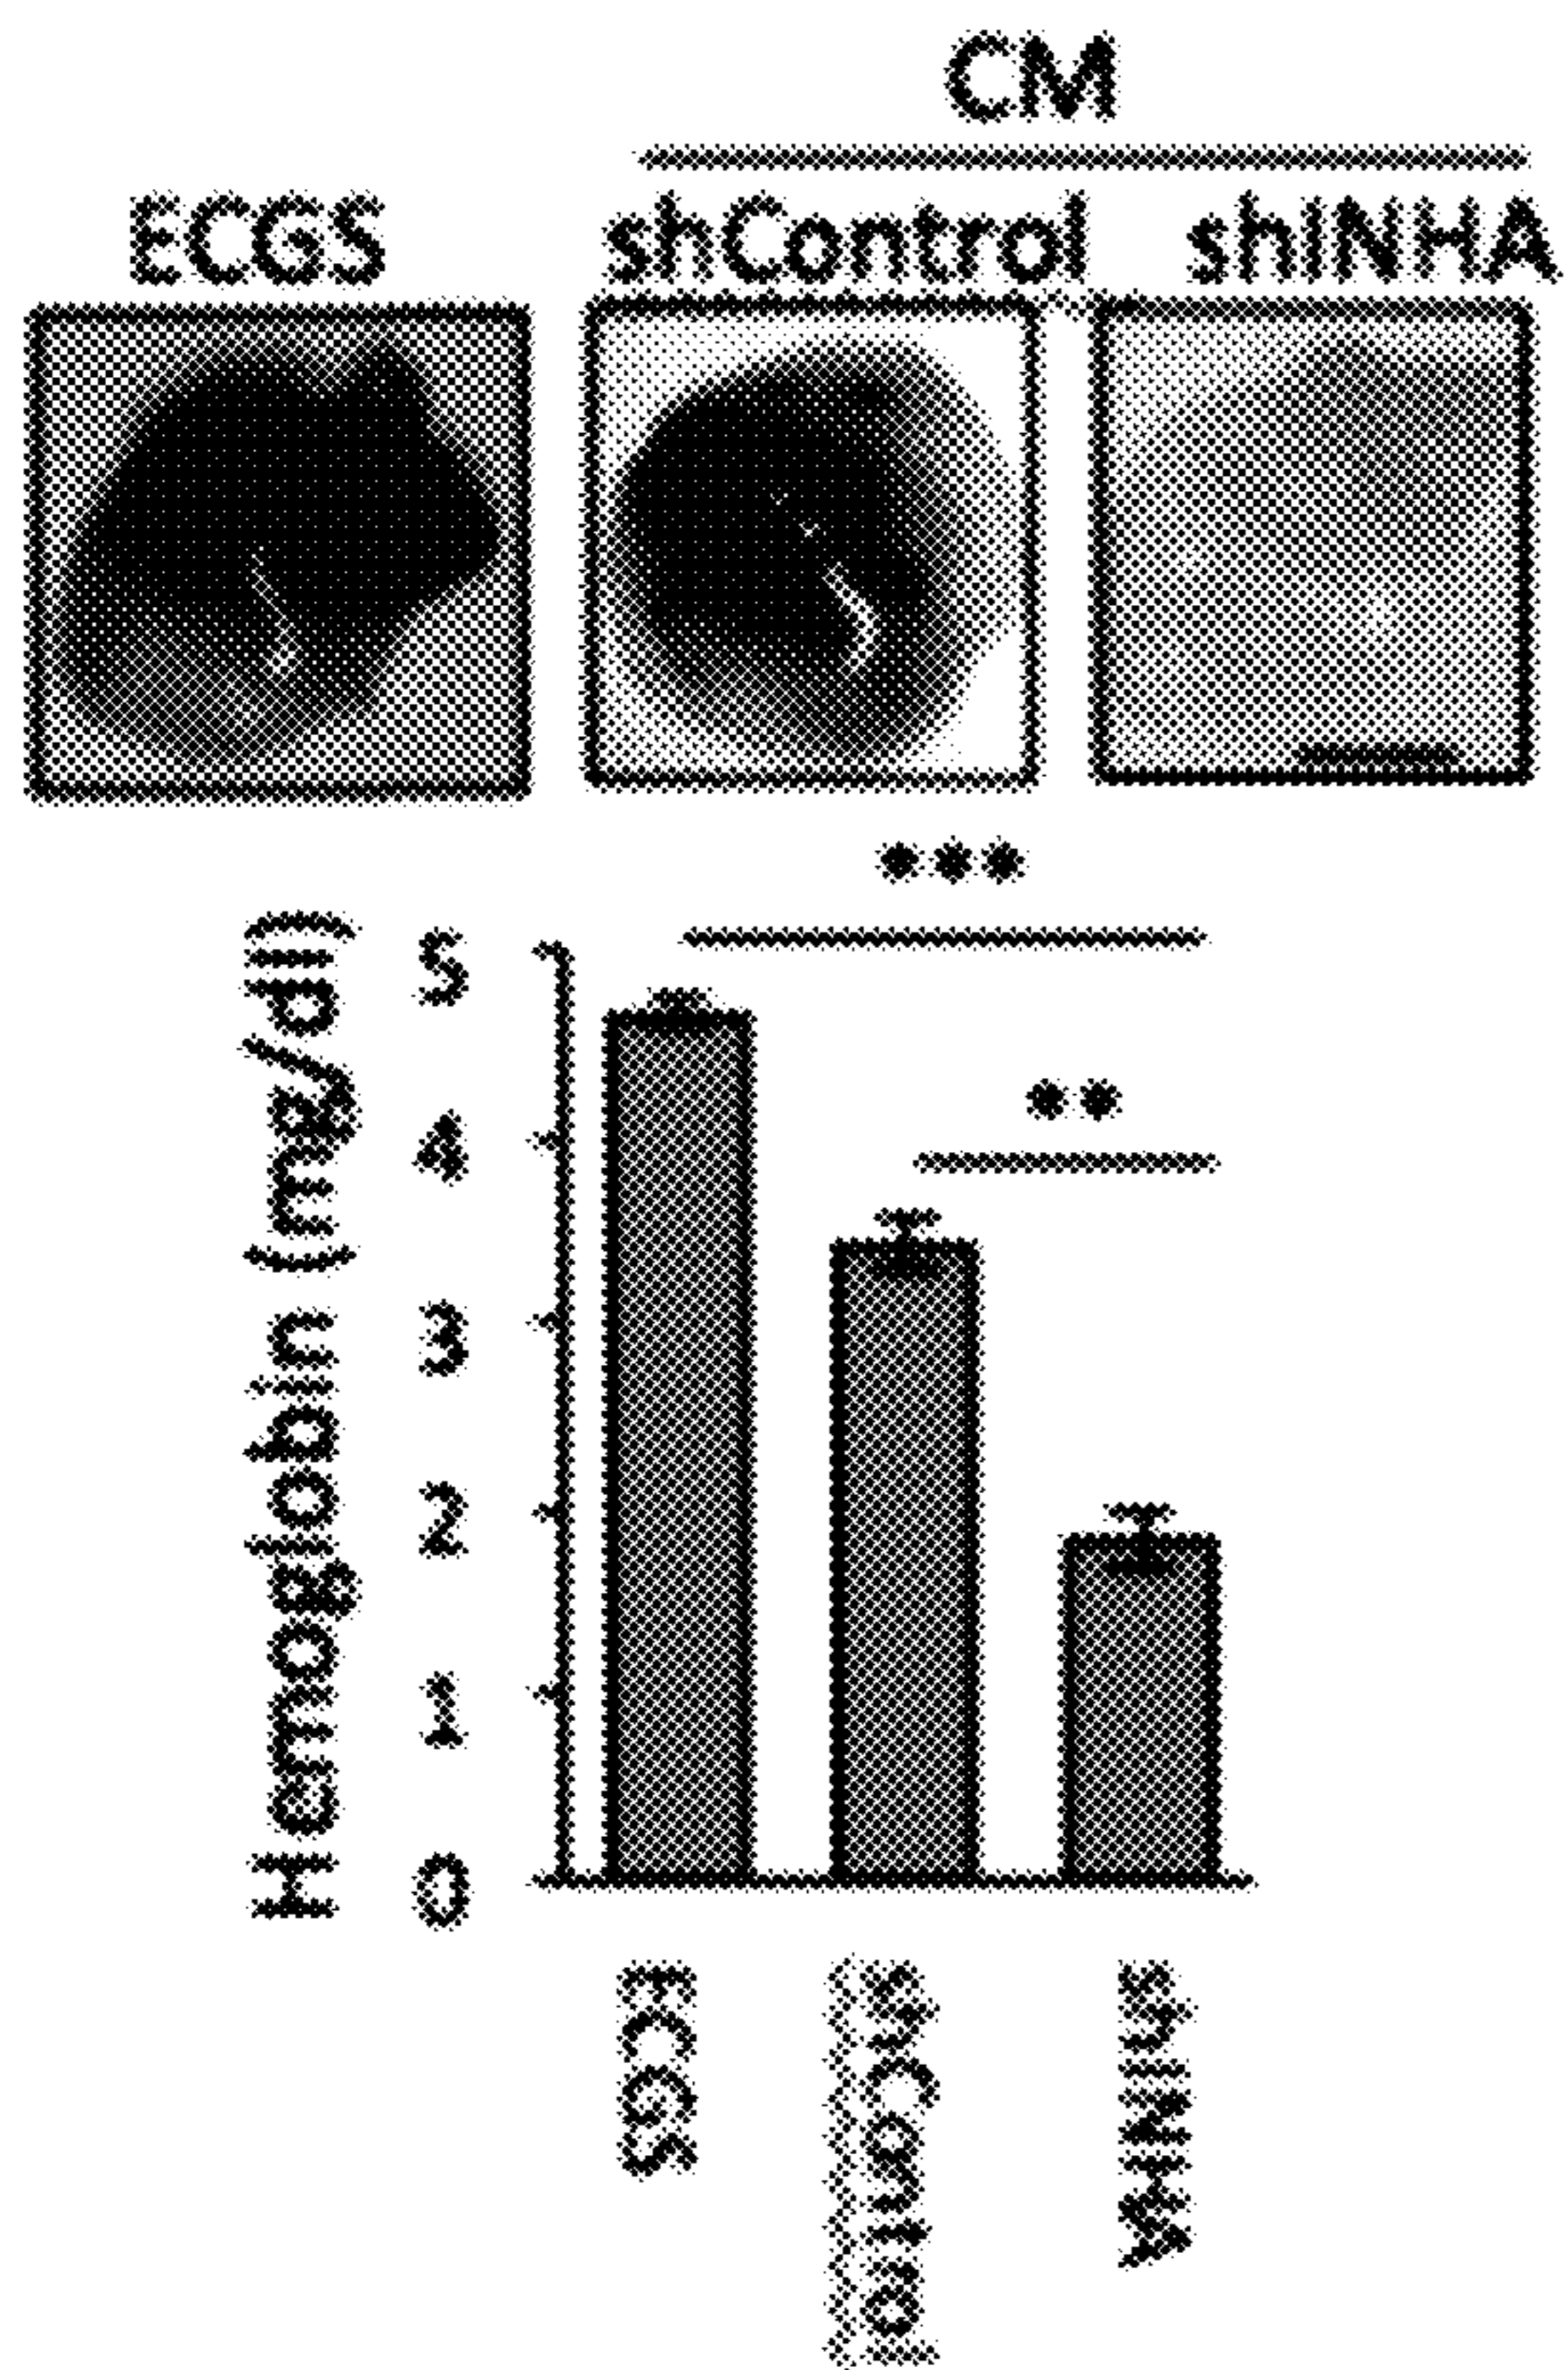 CM
ECGS shControl shINHA
***
Hemoglobin (mg/dl)
5
**
4
3
2
1
0
ECGS
shControl
shINHA